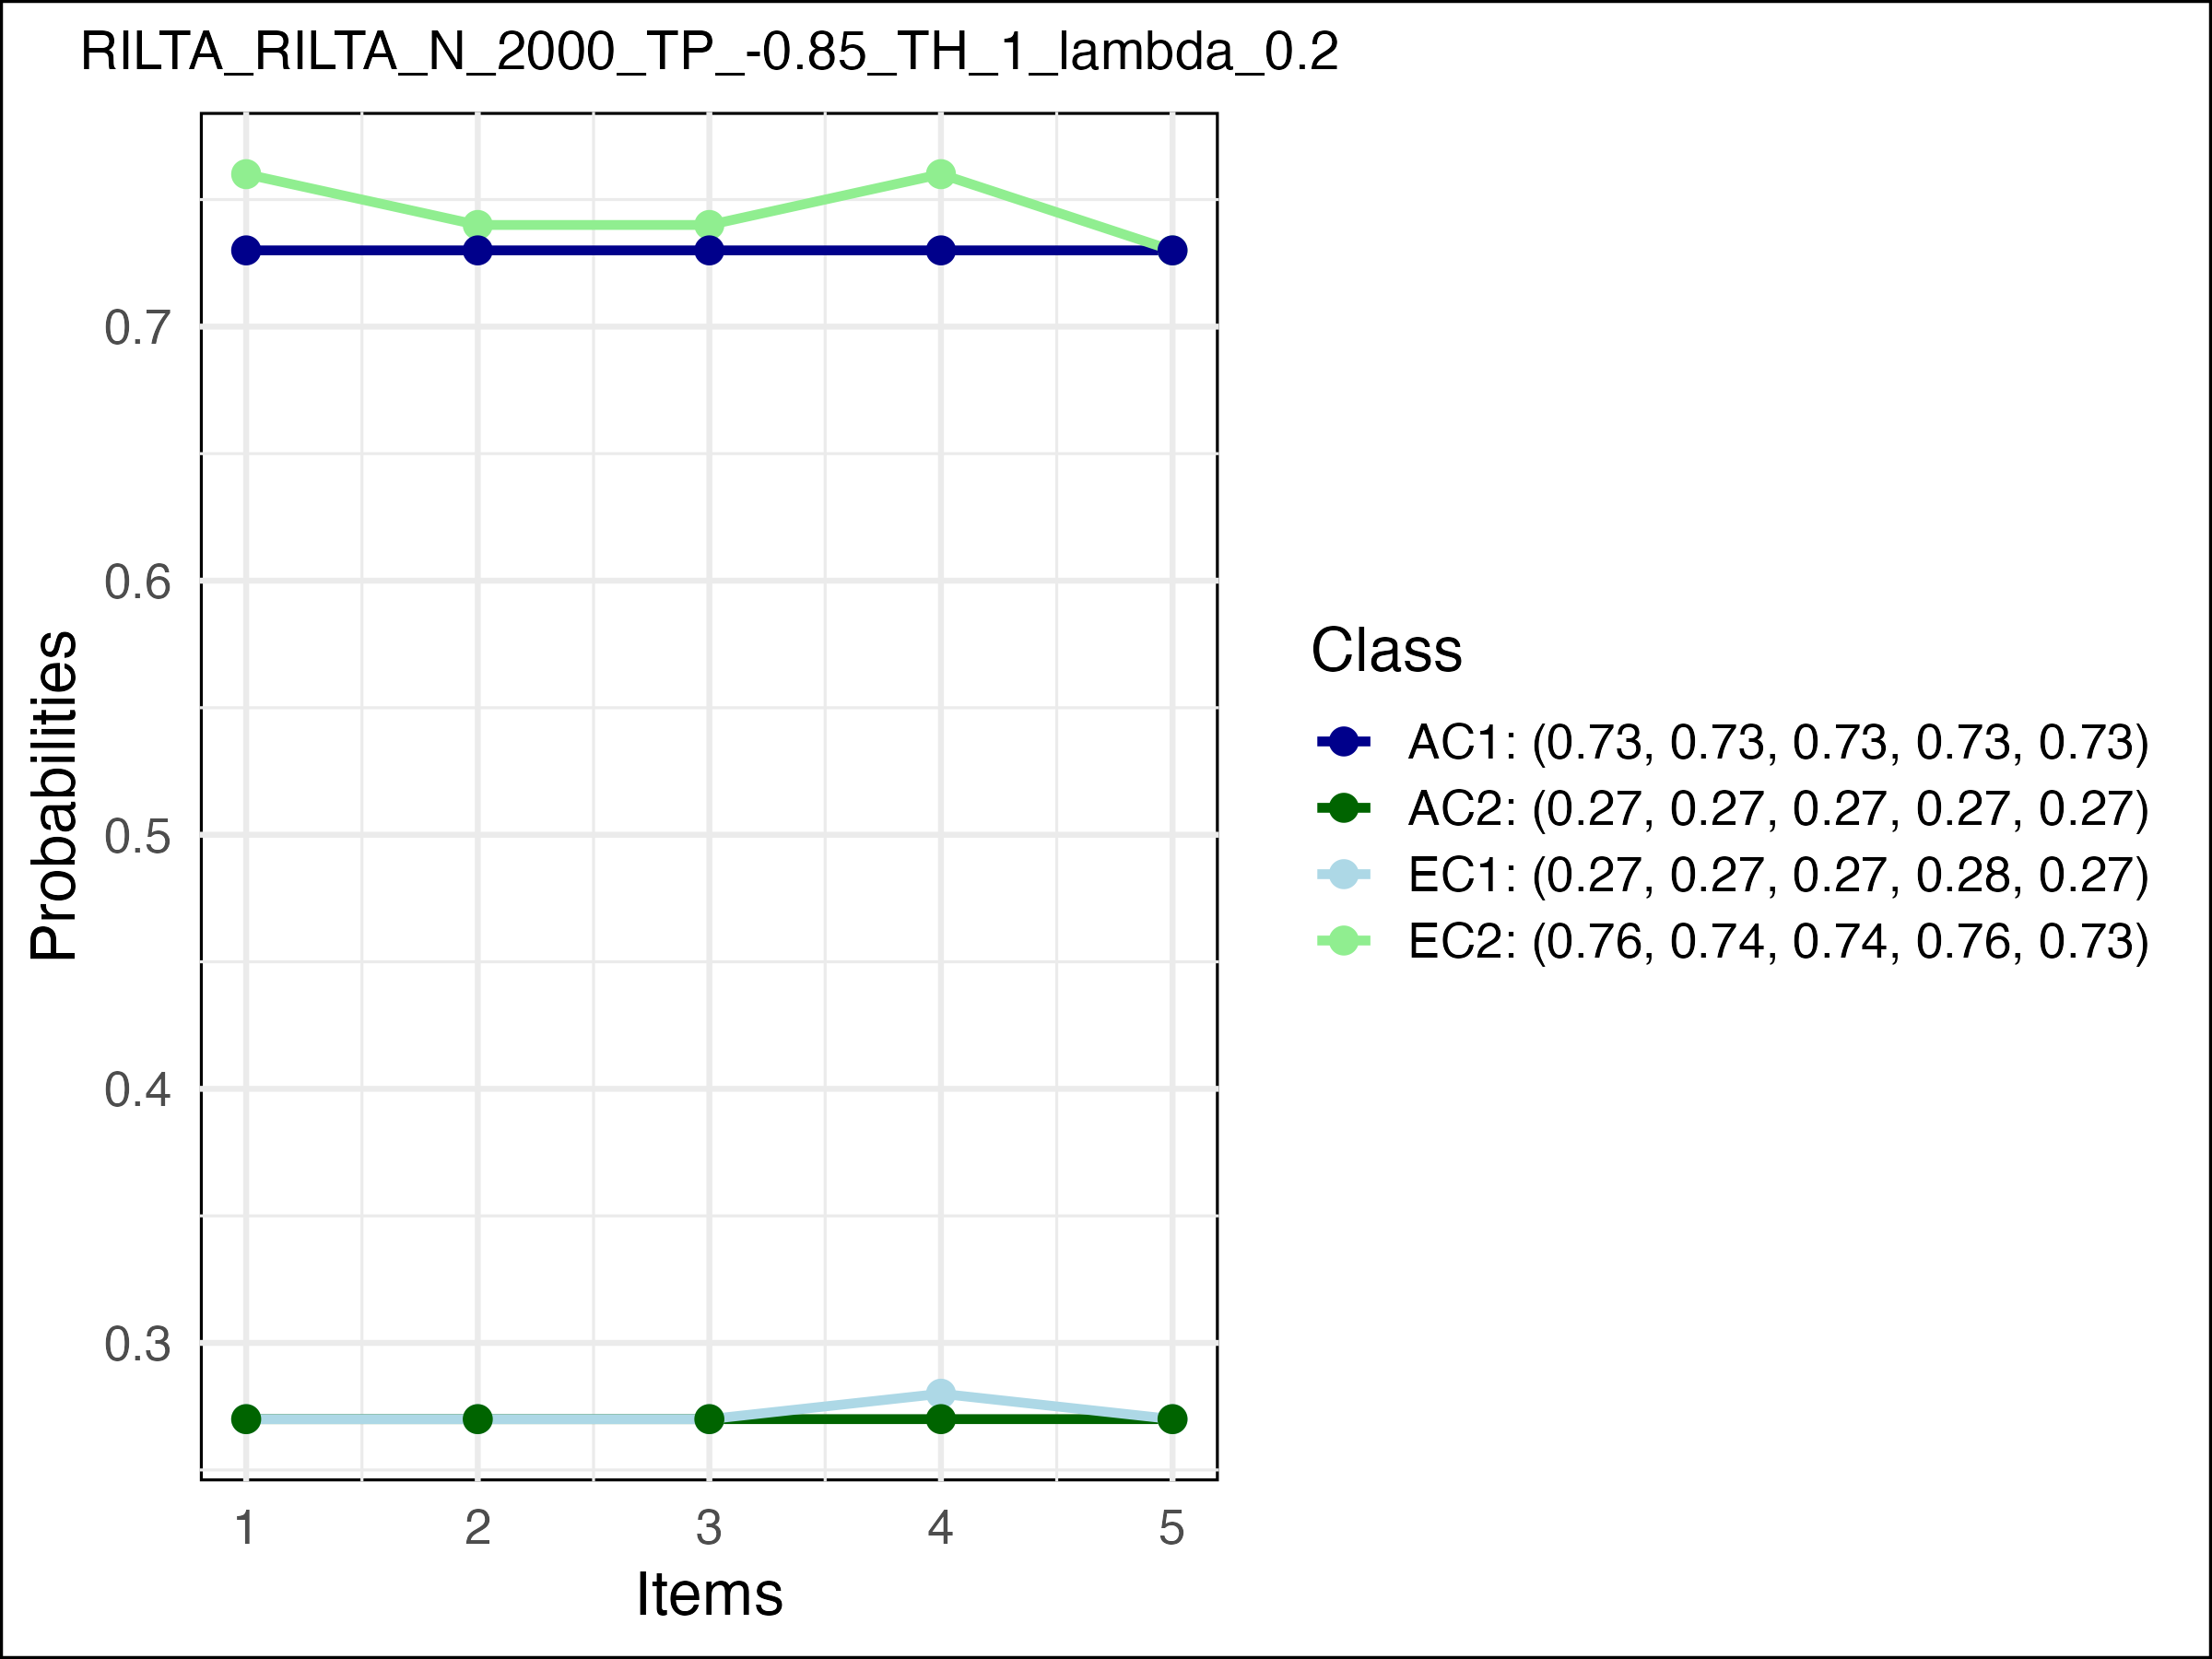 RILTA_RILTA_N_2000_TP_-0.85_TH_1_lambda_0.2
0.7
0.6
0.5
0.4
0.3
Probabilities
1 2 3 4 5
Items
Class
AC1: (0.73, 0.73, 0.73, 0.73, 0.73)
AC2: (0.27, 0.27, 0.27, 0.27, 0.27)
EC1: (0.27, 0.27, 0.27, 0.28, 0.27)
EC2: (0.76, 0.74, 0.74, 0.76, 0.73)